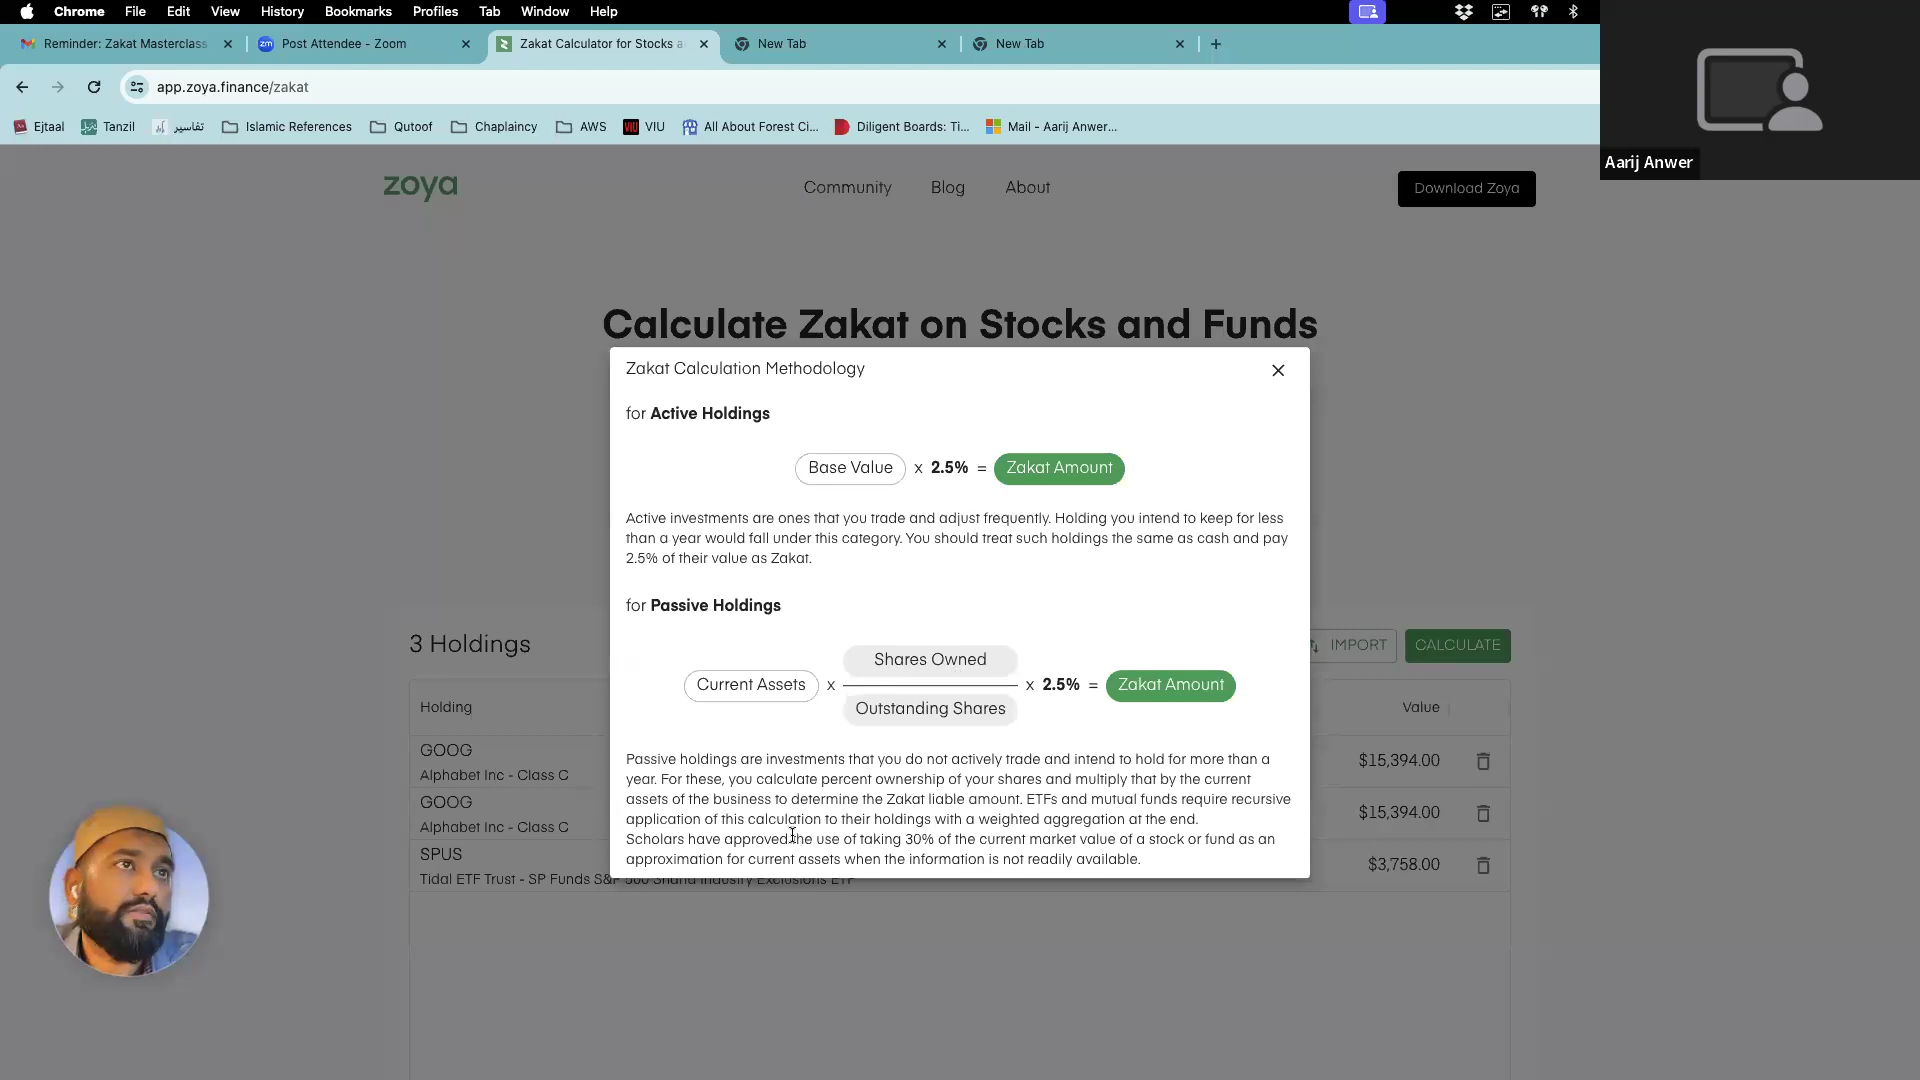 Chrome File Edit View History Bookmarks Profiles Tab Window Help
Reminder: Zakat Masterclass
Post Attendee - Zoom
Zakat Calculator for Stocks a
New Tab
New Tab
app.zoya.finance/zakat
Ejtaal
Tanzil
تفاسير
Islamic References
Qutoof
Chaplaincy
AWS
VIU
All About Forest Ci...
Diligent Boards: Ti...
Mail - Aarij Anwer...
Aarij Anwer
zoya
Community Blog About
Download Zoya
Calculate Zakat on Stocks and Funds
Zakat Calculation Methodology
for Active Holdings
Base Value x 2.5% = Zakat Amount
Active investments are ones that you trade and adjust frequently. Holding you intend to keep for less
than a year would fall under this category. You should treat such holdings the same as cash and pay
2.5% of their value as Zakat.
for Passive Holdings
Shares Owned
Current Assets x x 2.5% = Zakat Amount
Outstanding Shares
Passive holdings are investments that you do not actively trade and intend to hold for more than a
year. For these, you calculate percent ownership of your shares and multiply that by the current
assets of the business to determine the Zakat liable amount. ETFs and mutual funds require recursive
application of this calculation to their holdings with a weighted aggregation at the end.
Scholars have approved the use of taking 30% of the current market value of a stock or fund as an
approximation for current assets when the information is not readily available.
3 Holdings
IMPORT CALCULATE
Holding Value
GOOG
$15,394.00
Alphabet Inc - Class C
GOOG
$15,394.00
Alphabet Inc - Class C
SPUS
$3,758.00
Tidal ETF Trust - SP Funds S&P 500 Sharia Industry Exclusions ETF